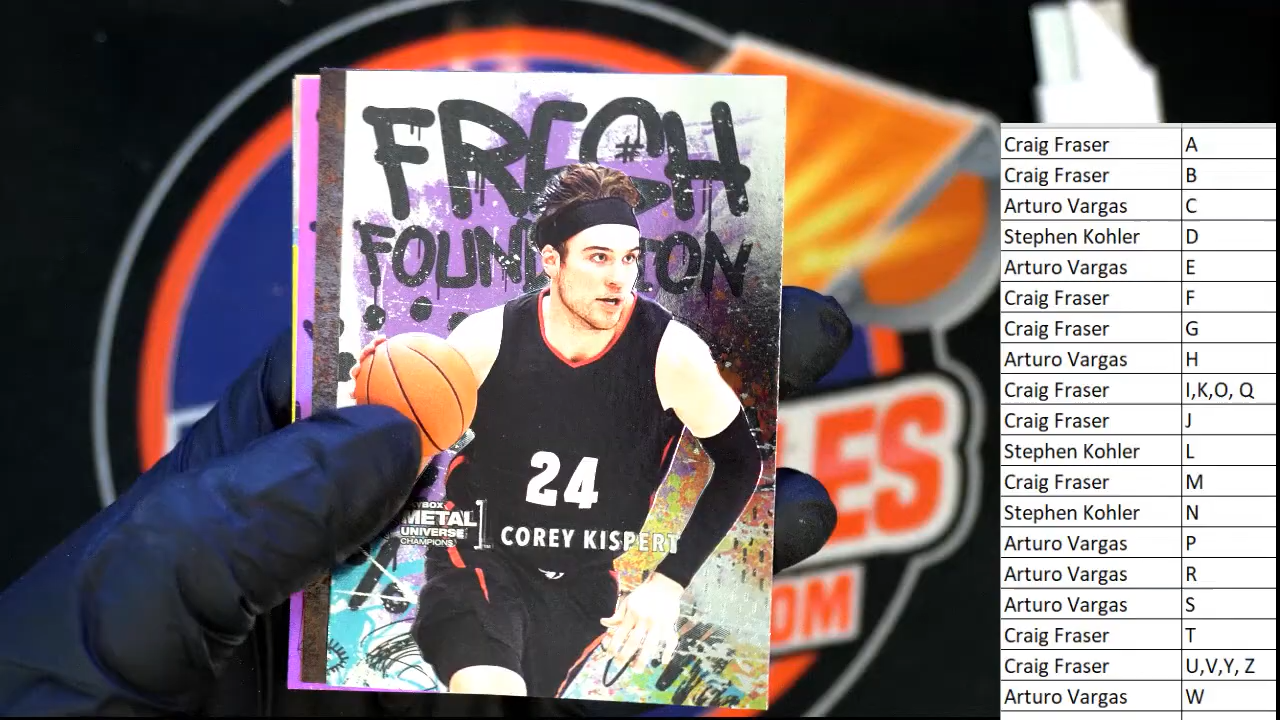 FRESH
FOUNDATION
24
METAL
UNIVERSE
CHAMPIONS
COREY KISPERT
LES
OM
Craig Fraser A
Craig Fraser B
Arturo Vargas C
Stephen Kohler D
Arturo Vargas E
Craig Fraser F
Craig Fraser G
Arturo Vargas H
Craig Fraser I,K,O, Q
Craig Fraser J
Stephen Kohler L
Craig Fraser M
Stephen Kohler N
Arturo Vargas P
Arturo Vargas R
Arturo Vargas S
Craig Fraser T
Craig Fraser U,V,Y, Z
Arturo Vargas W